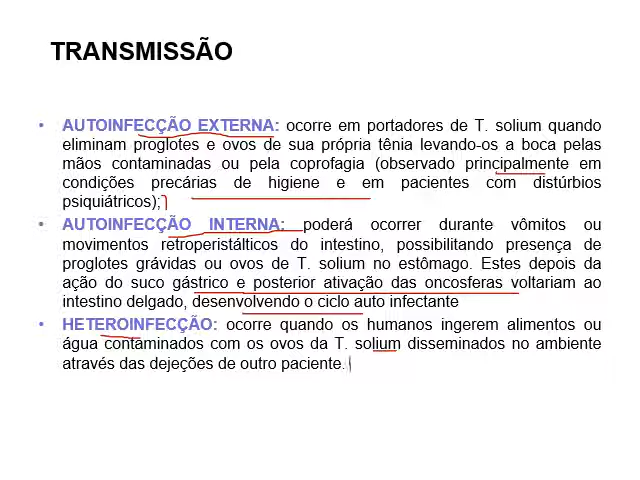 TRANSMISSÃO
• AUTOINFECÇÃO EXTERNA: ocorre em portadores de T. solium quando
eliminam proglotes e ovos de sua própria tênia levando-os a boca pelas
mãos contaminadas ou pela coprofagia (observado principalmente em
condições precárias de higiene e em pacientes com distúrbios
psiquiátricos);
• AUTOINFECÇÃO INTERNA: poderá ocorrer durante vômitos ou
movimentos retroperistálticos do intestino, possibilitando presença de
proglotes grávidas ou ovos de T. solium no estômago. Estes depois da
ação do suco gástrico e posterior ativação das oncosferas voltariam ao
intestino delgado, desenvolvendo o ciclo auto infectante
• HETEROINFECÇÃO: ocorre quando os humanos ingerem alimentos ou
água contaminados com os ovos da T. solium disseminados no ambiente
através das dejeções de outro paciente.